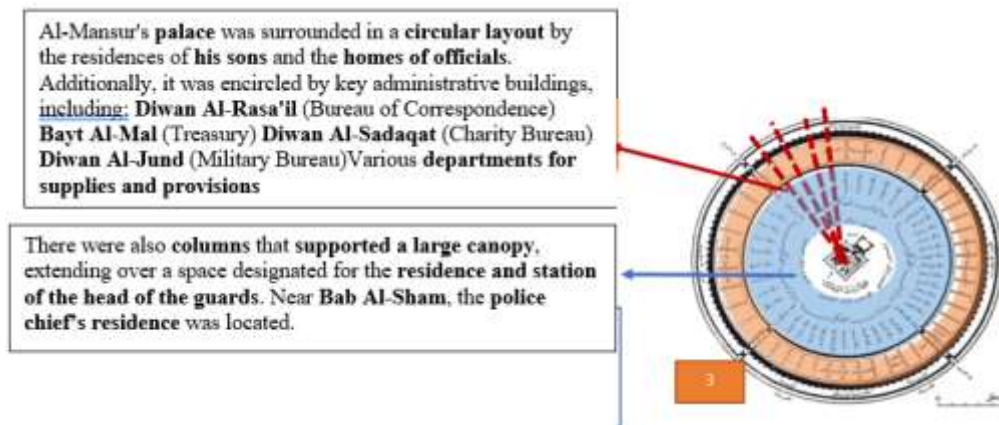 Al-Mansur's palace was surrounded in a circular layout by
the residences of his sons and the homes of officials.
Additionally, it was encircled by key administrative buildings,
including: Diwan Al-Rasa'il (Bureau of Correspondence)
Bayt Al-Mal (Treasury) Diwan Al-Sadaqat (Charity Bureau)
Diwan Al-Jund (Military Bureau)Various departments for
supplies and provisions
There were also columns that supported a large canopy,
extending over a space designated for the residence and station
of the head of the guards. Near Bab Al-Sham, the police
chief's residence was located.
3